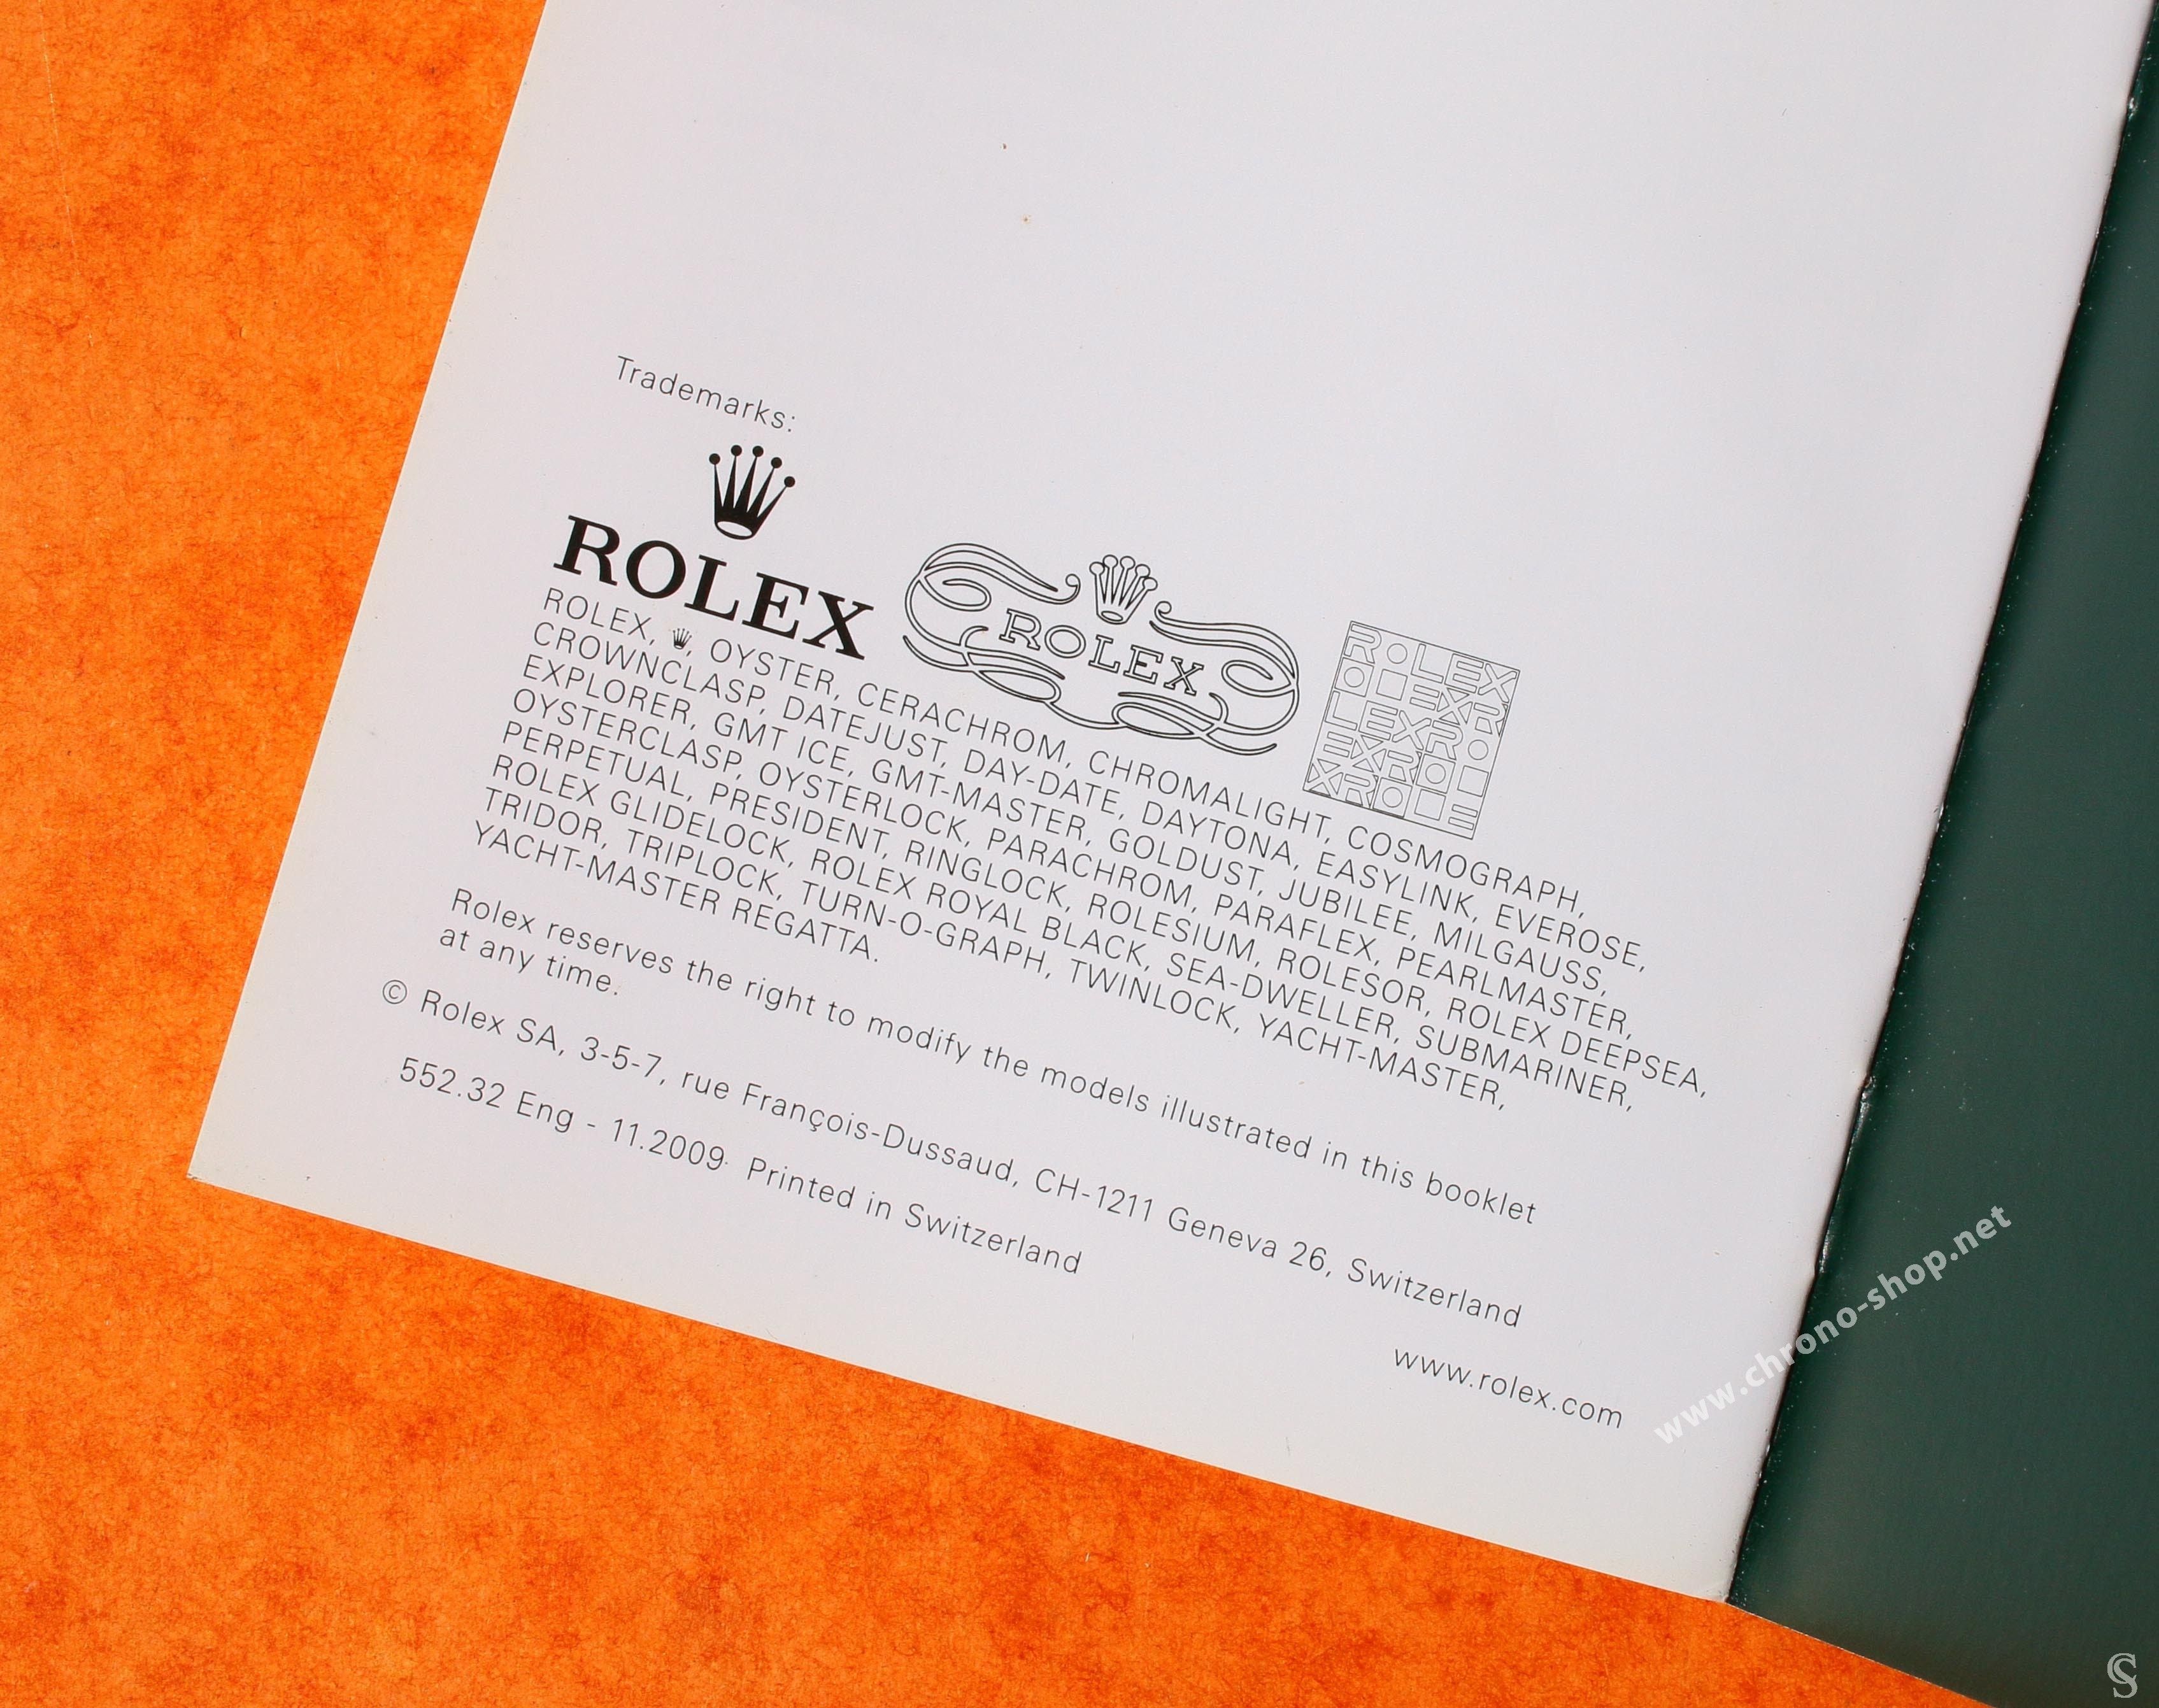 Trademarks:
ROLEX
ROLEX
ROLEX
OLEXR
LEXRO
EXROL
XROLE
ROLEX, , OYSTER, CERACHROM, CHROMALIGHT, COSMOGRAPH,
CROWNCLASP, DATEJUST, DAY-DATE, DAYTONA, EASYLINK, EVEROSE,
EXPLORER, GMT ICE, GMT-MASTER, GOLDUST, JUBILEE, MILGAUSS,
OYSTERCLASP, OYSTERLOCK, PARACHROM, PARAFLEX, PEARLMASTER,
PERPETUAL, PRESIDENT, RINGLOCK, ROLESIUM, ROLESOR, ROLEX DEEPSEA,
ROLEX GLIDELOCK, ROLEX ROYAL BLACK, SEA-DWELLER, SUBMARINER,
TRIDOR, TRIPLOCK, TURN-O-GRAPH, TWINLOCK, YACHT-MASTER,
YACHT-MASTER REGATTA.
Rolex reserves the right to modify the models illustrated in this booklet
at any time.
© Rolex SA, 3-5-7, rue François-Dussaud, CH-1211 Geneva 26, Switzerland
552.32 Eng - 11.2009 Printed in Switzerland
www.rolex.com
www.chrono-shop.net